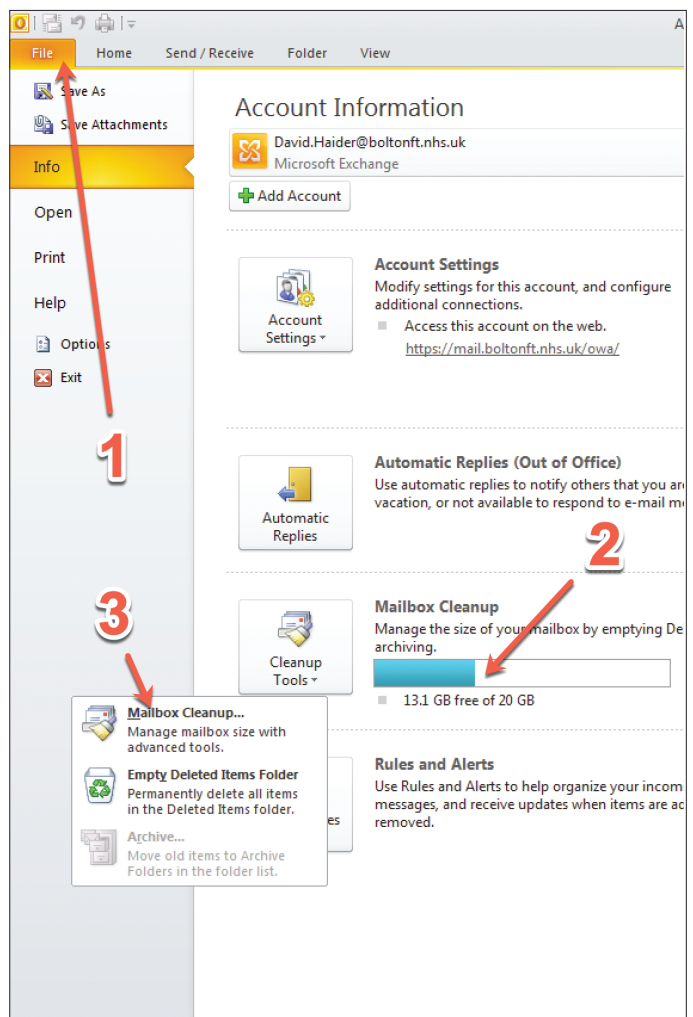 A
File Home Send / Receive Folder View
Save As
Save Attachments
Info
Open
Print
Help
Options
Exit
1
Account Information
David.Haider@boltonft.nhs.uk
Microsoft Exchange
Add Account
Account
Settings
Account Settings
Modify settings for this account, and configure
additional connections.
Access this account on the web.
https://mail.boltonft.nhs.uk/owa/
Automatic
Replies
Automatic Replies (Out of Office)
Use automatic replies to notify others that you are
vacation, or not available to respond to e-mail m
2
Cleanup
Tools
Mailbox Cleanup
Manage the size of your mailbox by emptying De
archiving.
13.1 GB free of 20 GB
3
Mailbox Cleanup...
Manage mailbox size with
advanced tools.
Empty Deleted Items Folder
Permanently delete all items
in the Deleted Items folder.
Archive...
Move old items to Archive
Folders in the folder list.
es
Rules and Alerts
Use Rules and Alerts to help organize your incom
messages, and receive updates when items are ad
removed.